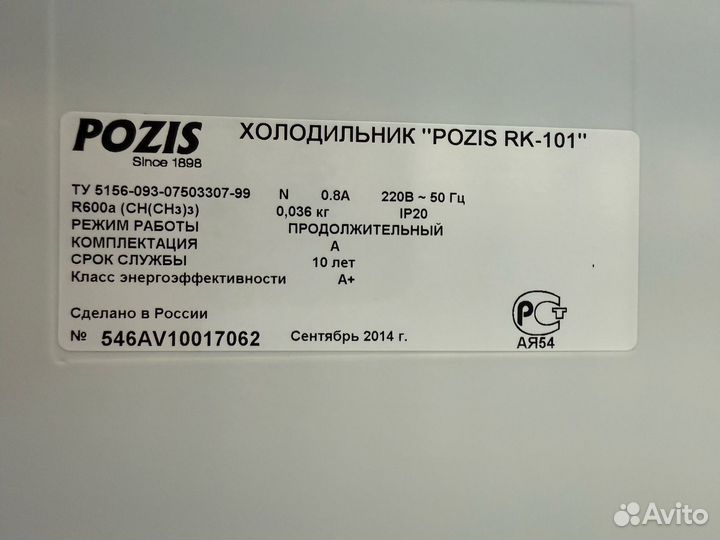 POZIS
Since 1898
ХОЛОДИЛЬНИК "POZIS RK-101"
ТУ 5156-093-07503307-99 N 0.8А 220В ~ 50 Гц
R600a (CH(CH3)3) 0,036 кг IP20
РЕЖИМ РАБОТЫ ПРОДОЛЖИТЕЛЬНЫЙ
КОМПЛЕКТАЦИЯ А
СРОК СЛУЖБЫ 10 лет
Класс энергоэффективности А+
Сделано в России
№ 546AV10017062 Сентябрь 2014 г.
РСТ
АЯ54
Avito